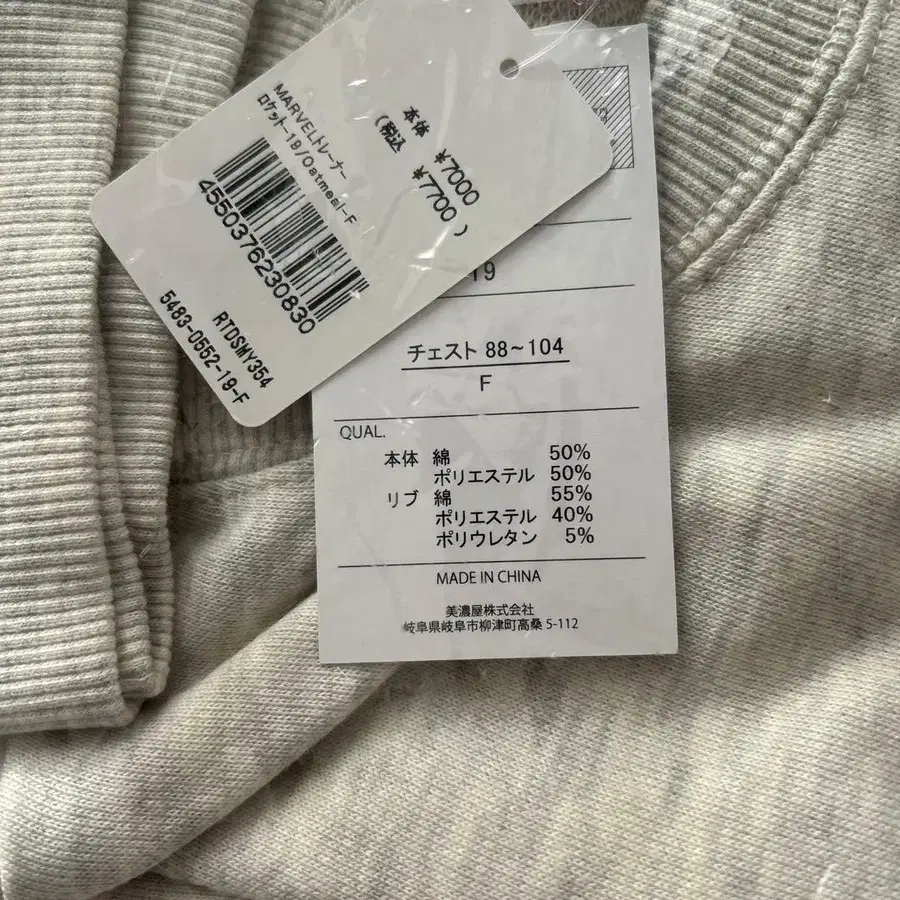 MARVELトレーナー
ロケット-19/Oatmeal-F
4550376230830
RTDSWY354
5483-0552-19-F
本体 ¥7000
(税込 ¥7700)
19
チェスト 88~104
F
QUAL.
本体 綿 50%
ポリエステル 50%
リブ 綿 55%
ポリエステル 40%
ポリウレタン 5%
MADE IN CHINA
美濃屋株式会社
岐阜県岐阜市柳津町高桑 5-112